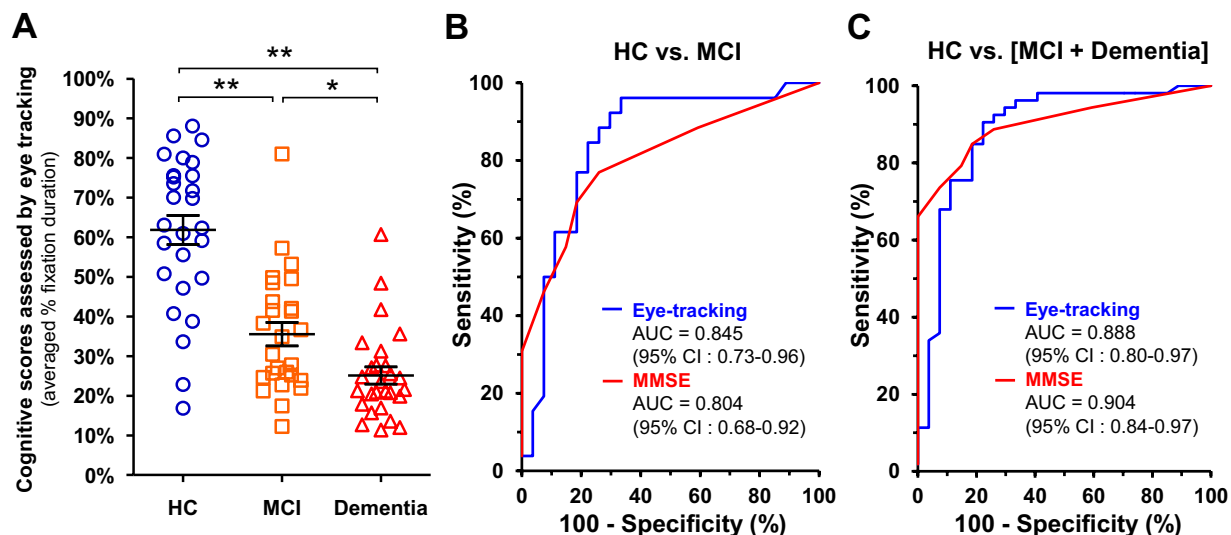 A
Cognitive scores assessed by eye tracking
(averaged % fixation duration)
**
**
*
100%
90%
80%
70%
60%
50%
40%
30%
20%
10%
0%
HC
MCI
Dementia
B
HC vs. MCI
Sensitivity (%)
100
80
60
40
20
0
Eye-tracking
AUC = 0.845
(95% CI : 0.73-0.96)
MMSE
AUC = 0.804
(95% CI : 0.68-0.92)
0 20 40 60 80 100
100 - Specificity (%)
C
HC vs. [MCI + Dementia]
Sensitivity (%)
100
80
60
40
20
0
Eye-tracking
AUC = 0.888
(95% CI : 0.80-0.97)
MMSE
AUC = 0.904
(95% CI : 0.84-0.97)
0 20 40 60 80 100
100 - Specificity (%)